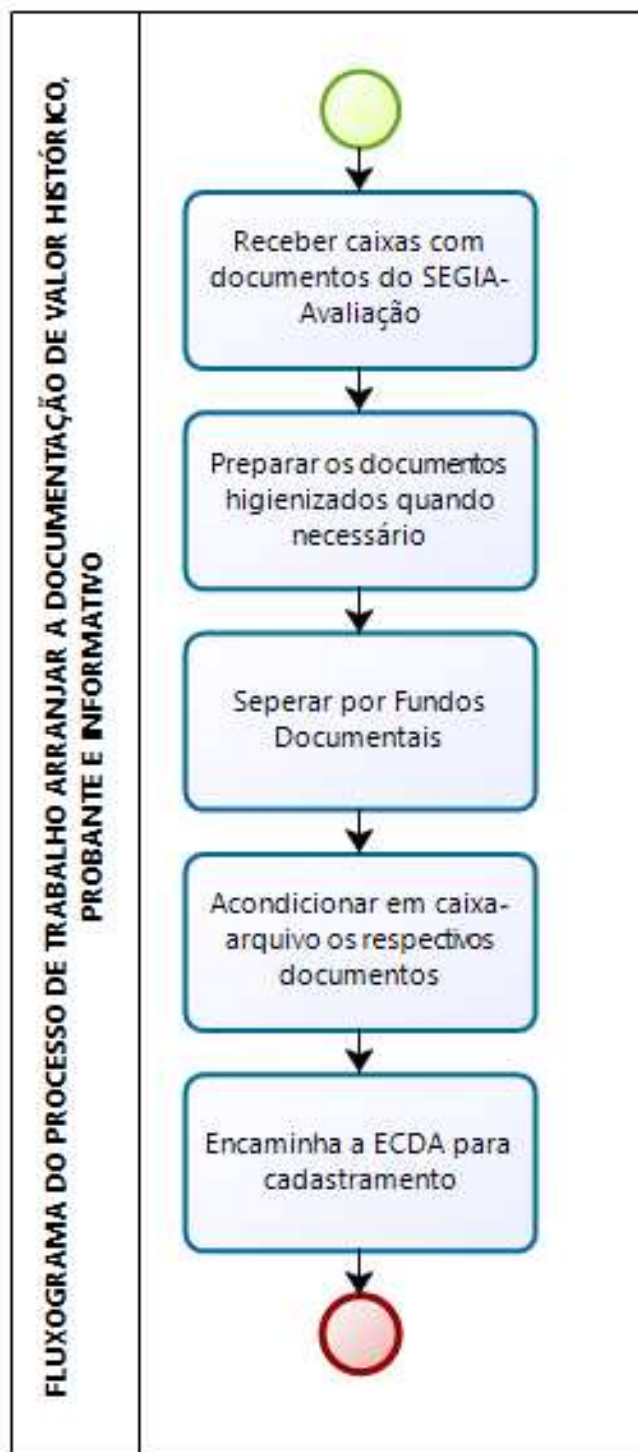 FLUXOGRAMA DO PROCESSO DE TRABALHO ARRANJAR A DOCUMENTAÇÃO DE VALOR HISTÓRICO,
PROBANTE E INFORMATIVO
Receber caixas com
documentos do SEGIA-
Avaliação
Preparar os documentos
higienizados quando
necessário
Seperar por Fundos
Documentais
Acondicionar em caixa-
arquivo os respectivos
documentos
Encaminha a ECDA para
cadastramento